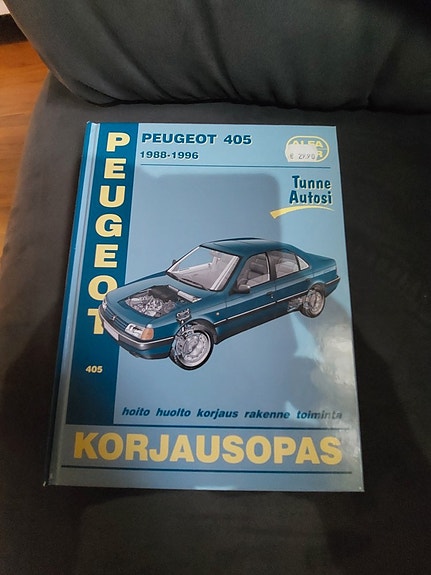 PEUGEOT
PEUGEOT 405
1988-1996
ALFA
Tunne
Autosi
405
hoito huolto korjaus rakenne toiminta
KORJAUSOPAS